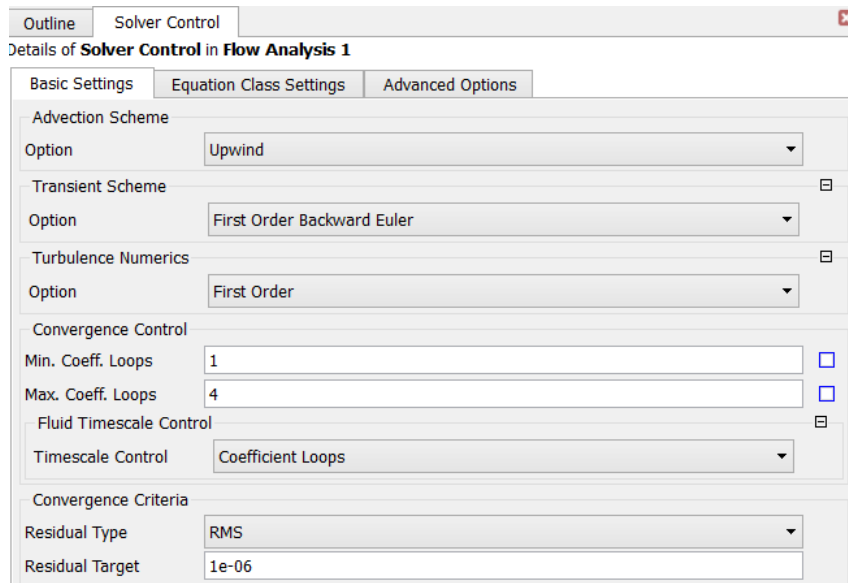 Outline Solver Control
Details of Solver Control in Flow Analysis 1
Basic Settings Equation Class Settings Advanced Options
Advection Scheme
Option Upwind
Transient Scheme
Option First Order Backward Euler
Turbulence Numerics
Option First Order
Convergence Control
Min. Coeff. Loops 1
Max. Coeff. Loops 4
Fluid Timescale Control
Timescale Control Coefficient Loops
Convergence Criteria
Residual Type RMS
Residual Target 1e-06